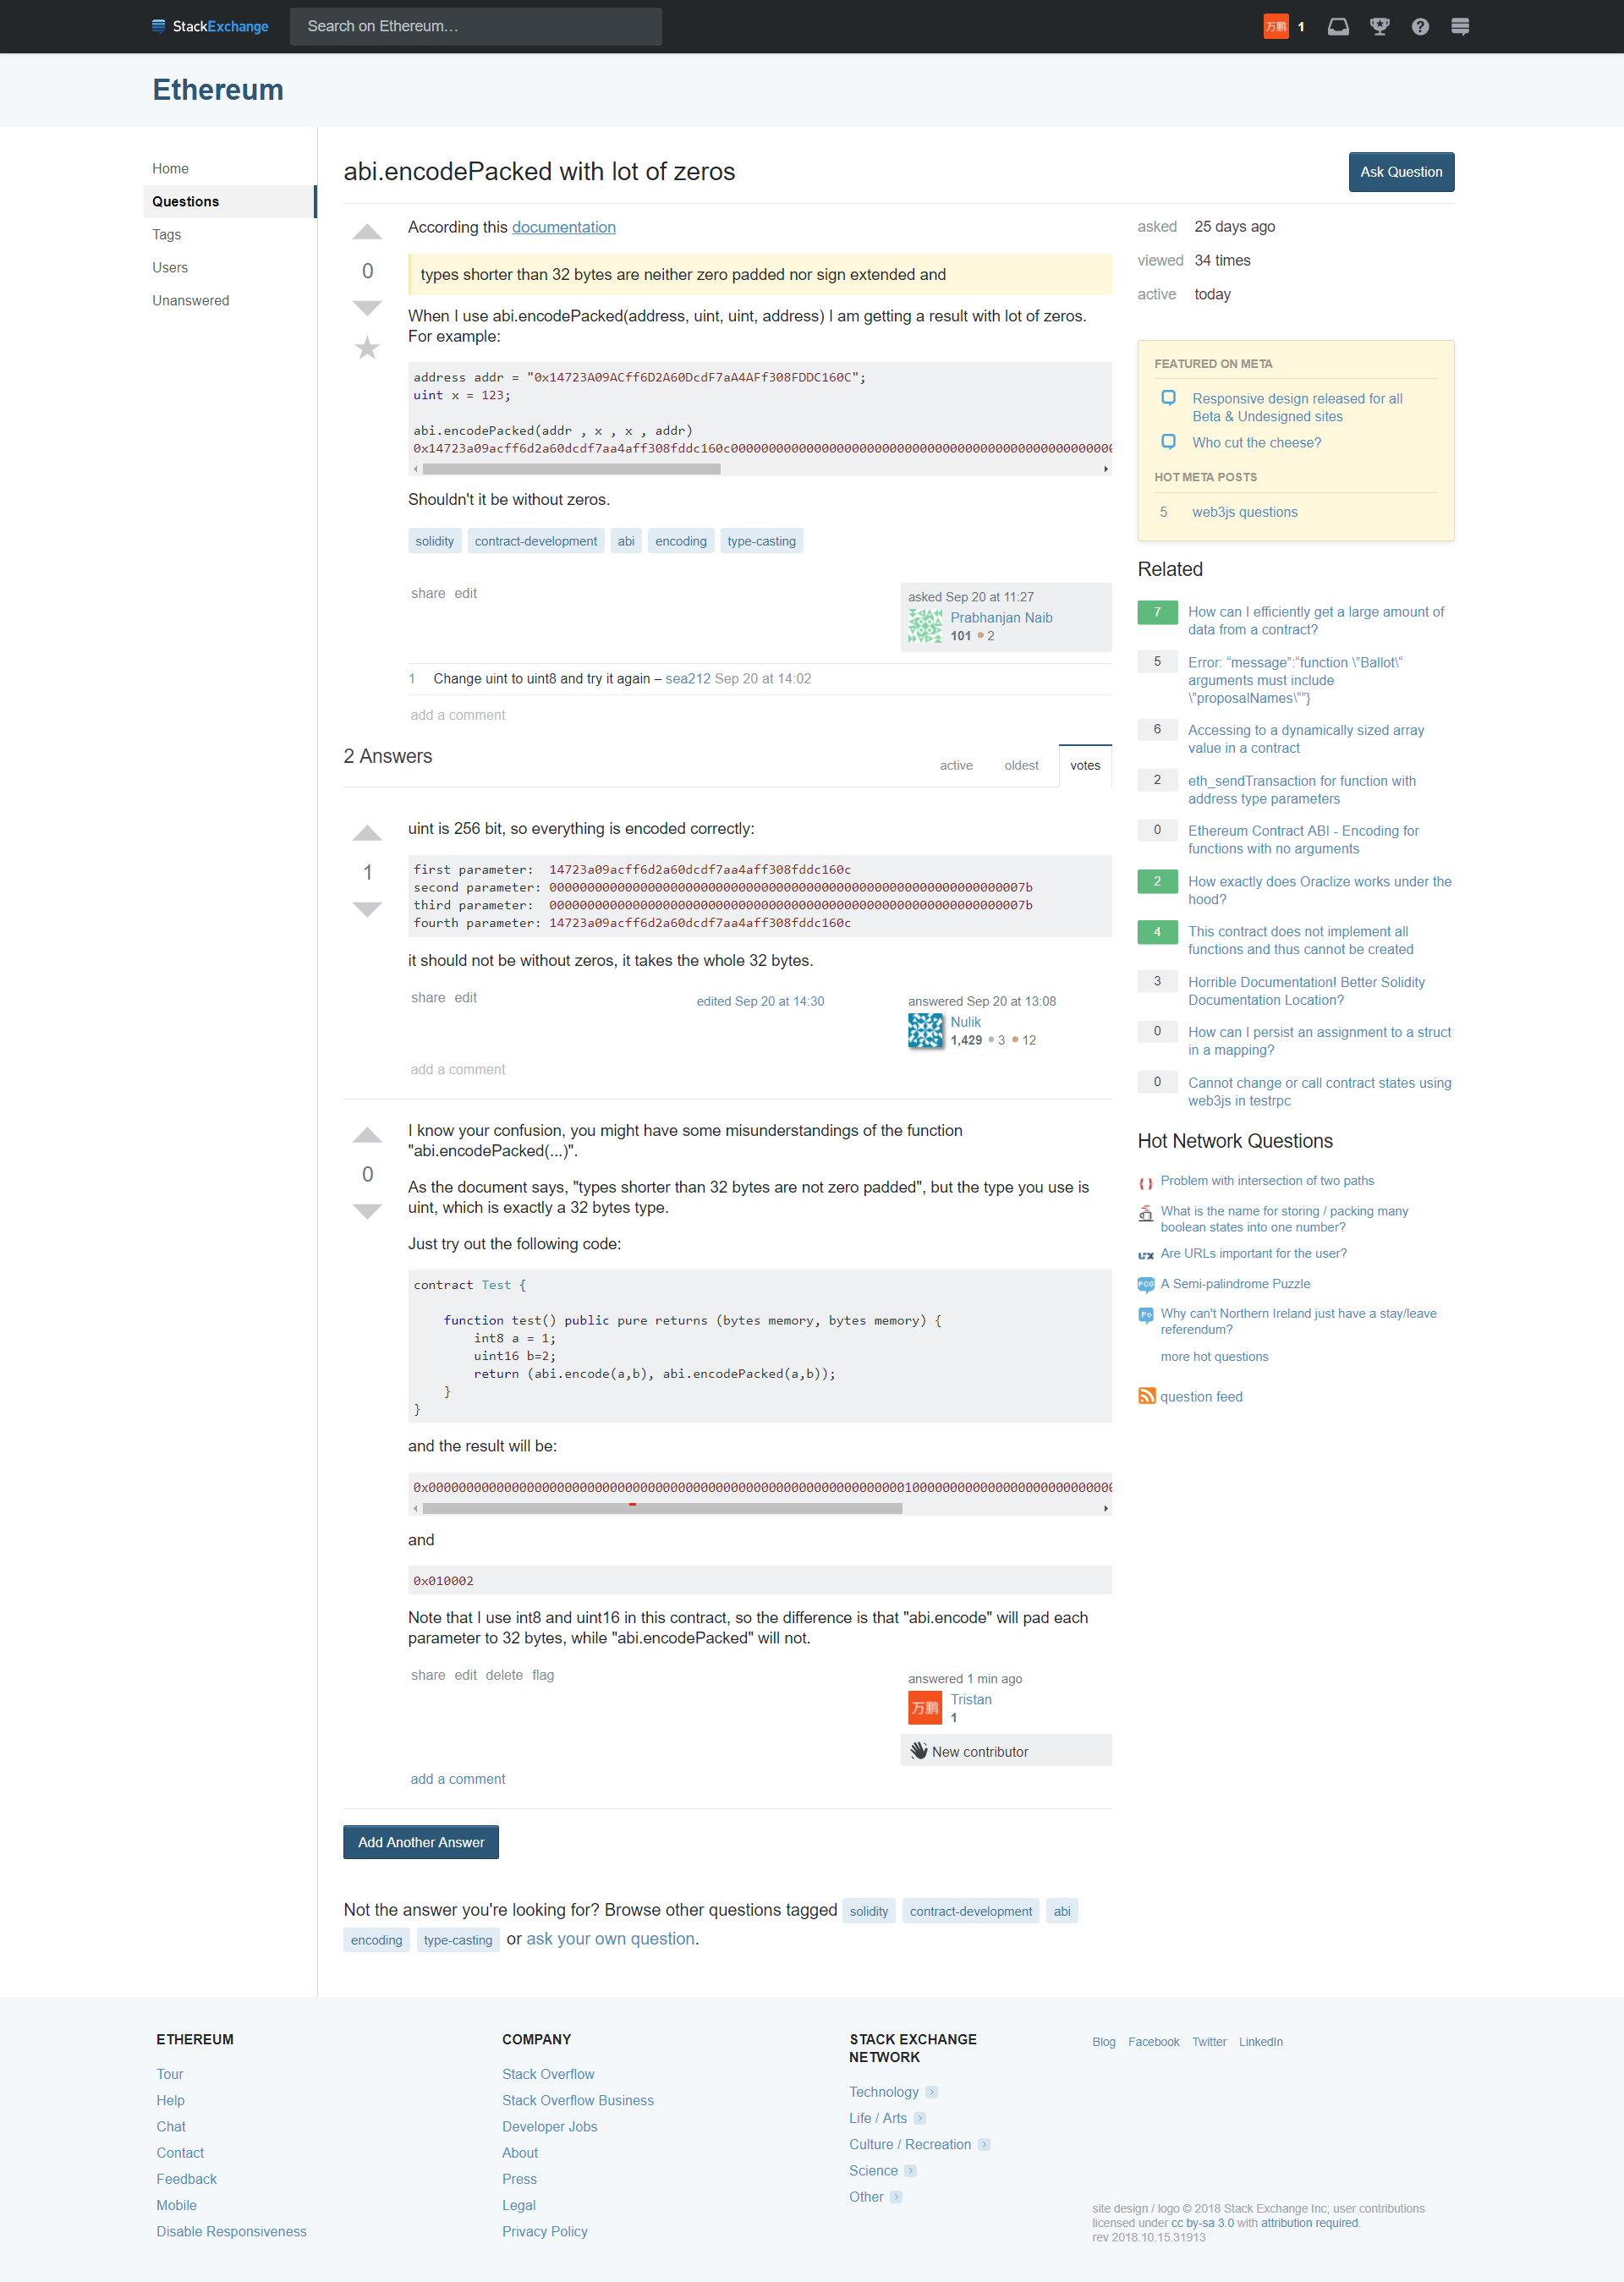 StackExchange
Search on Ethereum…
万鹏 1
Ethereum
Home
Questions
Tags
Users
Unanswered
abi.encodePacked with lot of zeros
Ask Question
0
According this documentation
types shorter than 32 bytes are neither zero padded nor sign extended and
When I use abi.encodePacked(address, uint, uint, address) I am getting a result with lot of zeros.
For example:
address addr = "0x14723A09ACff6D2A60DcdF7aA4AFf308FDDC160C";
uint x = 123;
abi.encodePacked(addr , x , x , addr)
Shouldn't it be without zeros.
solidity contract-development abi encoding type-casting
share edit
asked Sep 20 at 11:27
Prabhanjan Naib
101 2
1 Change uint to uint8 and try it again – sea212 Sep 20 at 14:02
add a comment
2 Answers
active oldest votes
1
uint is 256 bit, so everything is encoded correctly:
first parameter: 14723a09acff6d2a60dcdf7aa4aff308fddc160c
second parameter: 000000000000000000000000000000000000000000000000000000000000007b
third parameter: 000000000000000000000000000000000000000000000000000000000000007b
fourth parameter: 14723a09acff6d2a60dcdf7aa4aff308fddc160c
it should not be without zeros, it takes the whole 32 bytes.
share edit
edited Sep 20 at 14:30
answered Sep 20 at 13:08
Nulik
1,429 3 12
add a comment
0
I know your confusion, you might have some misunderstandings of the function
"abi.encodePacked(...)".
As the document says, "types shorter than 32 bytes are not zero padded", but the type you use is
uint, which is exactly a 32 bytes type.
Just try out the following code:
contract Test {
function test() public pure returns (bytes memory, bytes memory) {
int8 a = 1;
uint16 b=2;
return (abi.encode(a,b), abi.encodePacked(a,b));
}
}
and the result will be:
and
0x010002
Note that I use int8 and uint16 in this contract, so the difference is that "abi.encode" will pad each
parameter to 32 bytes, while "abi.encodePacked" will not.
share edit delete flag
answered 1 min ago
万鹏
Tristan
1
New contributor
add a comment
Add Another Answer
Not the answer you're looking for? Browse other questions tagged solidity contract-development abi
encoding type-casting or ask your own question.
asked 25 days ago
viewed 34 times
active today
FEATURED ON META
Responsive design released for all
Beta & Undesigned sites
Who cut the cheese?
HOT META POSTS
5 web3js questions
Related
7 How can I efficiently get a large amount of
data from a contract?
5 Error: “message”:“function \”Ballot\“
arguments must include
\”proposalNames\“”}
6 Accessing to a dynamically sized array
value in a contract
2 eth_sendTransaction for function with
address type parameters
0 Ethereum Contract ABI - Encoding for
functions with no arguments
2 How exactly does Oraclize works under the
hood?
4 This contract does not implement all
functions and thus cannot be created
3 Horrible Documentation! Better Solidity
Documentation Location?
0 How can I persist an assignment to a struct
in a mapping?
0 Cannot change or call contract states using
web3js in testrpc
Hot Network Questions
Problem with intersection of two paths
What is the name for storing / packing many
boolean states into one number?
ux Are URLs important for the user?
PCG A Semi-palindrome Puzzle
Po Why can't Northern Ireland just have a stay/leave
referendum?
more hot questions
question feed
ETHEREUM
Tour
Help
Chat
Contact
Feedback
Mobile
Disable Responsiveness
COMPANY
Stack Overflow
Stack Overflow Business
Developer Jobs
About
Press
Legal
Privacy Policy
STACK EXCHANGE
NETWORK
Technology
Life / Arts
Culture / Recreation
Science
Other
Blog Facebook Twitter LinkedIn
site design / logo © 2018 Stack Exchange Inc; user contributions
licensed under cc by-sa 3.0 with attribution required.
rev 2018.10.15.31913